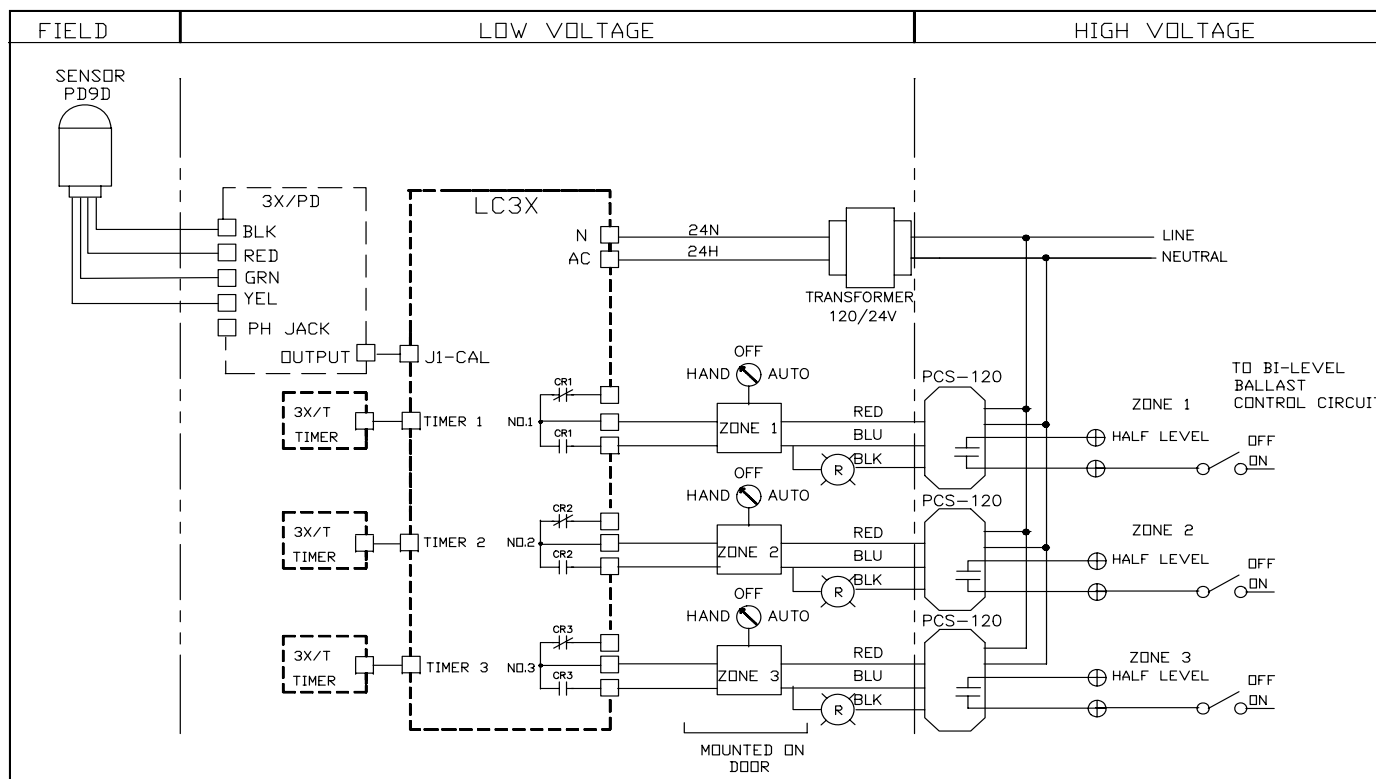 FIELD
LOW VOLTAGE
HIGH VOLTAGE
SENSOR
PD9D
3X/PD
BLK
RED
GRN
YEL
PH JACK
OUTPUT
LC3X
N
AC
J1-CAL
24N
24H
TRANSFORMER
120/24V
LINE
NEUTRAL
3X/T
TIMER
TIMER 1
NO.1
CR1
CR1
OFF
HAND
AUTO
ZONE 1
RED
BLU
BLK
R
PCS-120
ZONE 1
HALF LEVEL
TO BI-LEVEL
BALLAST
CONTROL CIRCUIT
OFF
ON
3X/T
TIMER
TIMER 2
NO.2
CR2
CR2
OFF
HAND
AUTO
ZONE 2
RED
BLU
BLK
R
PCS-120
ZONE 2
HALF LEVEL
OFF
ON
3X/T
TIMER
TIMER 3
NO.3
CR3
CR3
OFF
HAND
AUTO
ZONE 3
RED
BLU
BLK
R
PCS-120
ZONE 3
HALF LEVEL
OFF
ON
MOUNTED ON
DOOR